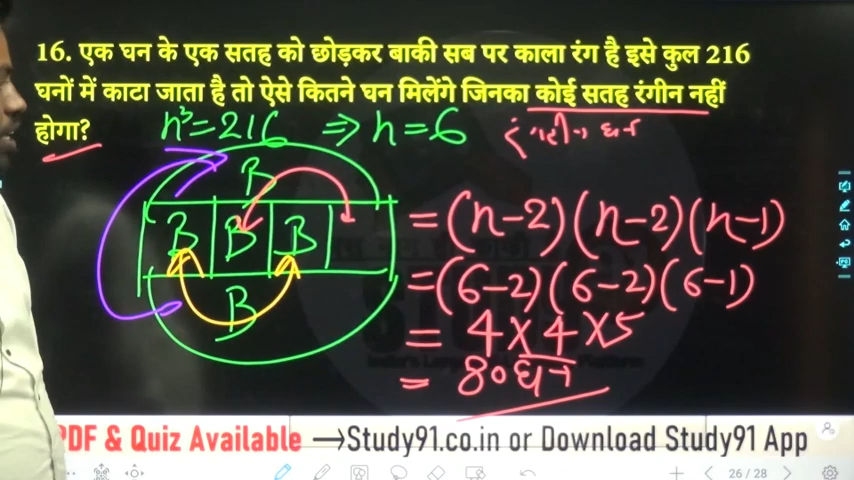 16. एक घन के एक सतह को छोड़कर बाकी सब पर काला रंग है इसे कुल 216
घनों में काटा जाता है तो ऐसे कितने घन मिलेंगे जिनका कोई सतह रंगीन नहीं
होगा? n³=216 ⇒ n=6 रंगहीन घन
B
B B B
B
=(n-2)(n-2)(n-1)
=(6-2)(6-2)(6-1)
= 4×4×5
= 80 घन
PDF & Quiz Available →Study91.co.in or Download Study91 App
26 / 28